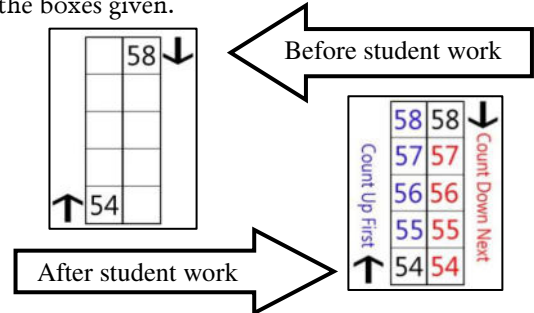 the boxes given.
58
54
Before student work
58 58
57 57
56 56
55 55
54 54
Count Up First
Count Down Next
After student work